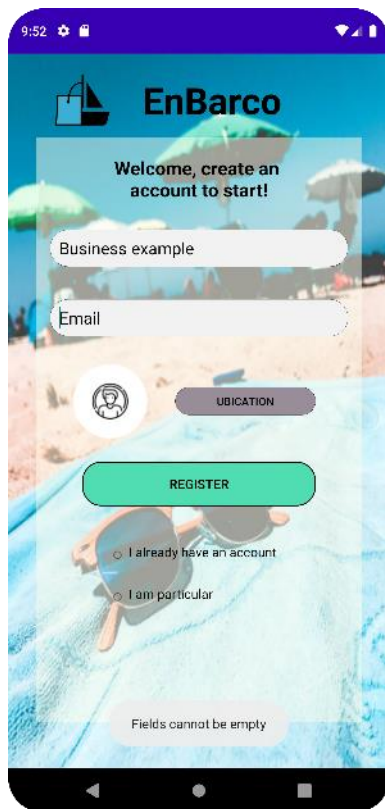 9:52
EnBarco
Welcome, create an
account to start!
Business example
Email
UBICATION
REGISTER
I already have an account
I am particular
Fields cannot be empty